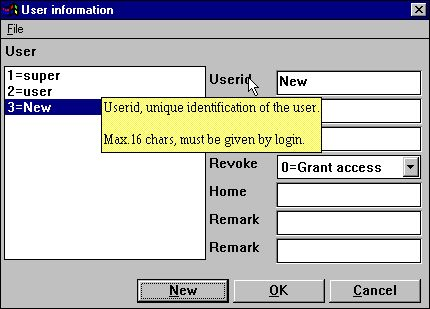 User information
File
User
1=super
2=user
3=New
Userid New
Userid, unique identification of the user.
Max.16 chars, must be given by login.
Revoke 0=Grant access
Home
Remark
Remark
New OK Cancel